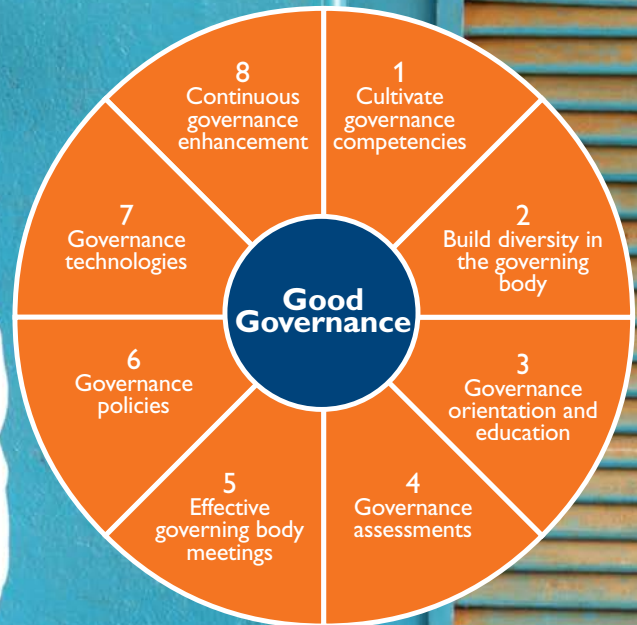 8
Continuous
governance
enhancement
1
Cultivate
governance
competencies
2
Build diversity in
the governing
body
3
Governance
orientation and
education
4
Governance
assessments
5
Effective
governing body
meetings
6
Governance
policies
7
Governance
technologies
Good
Governance